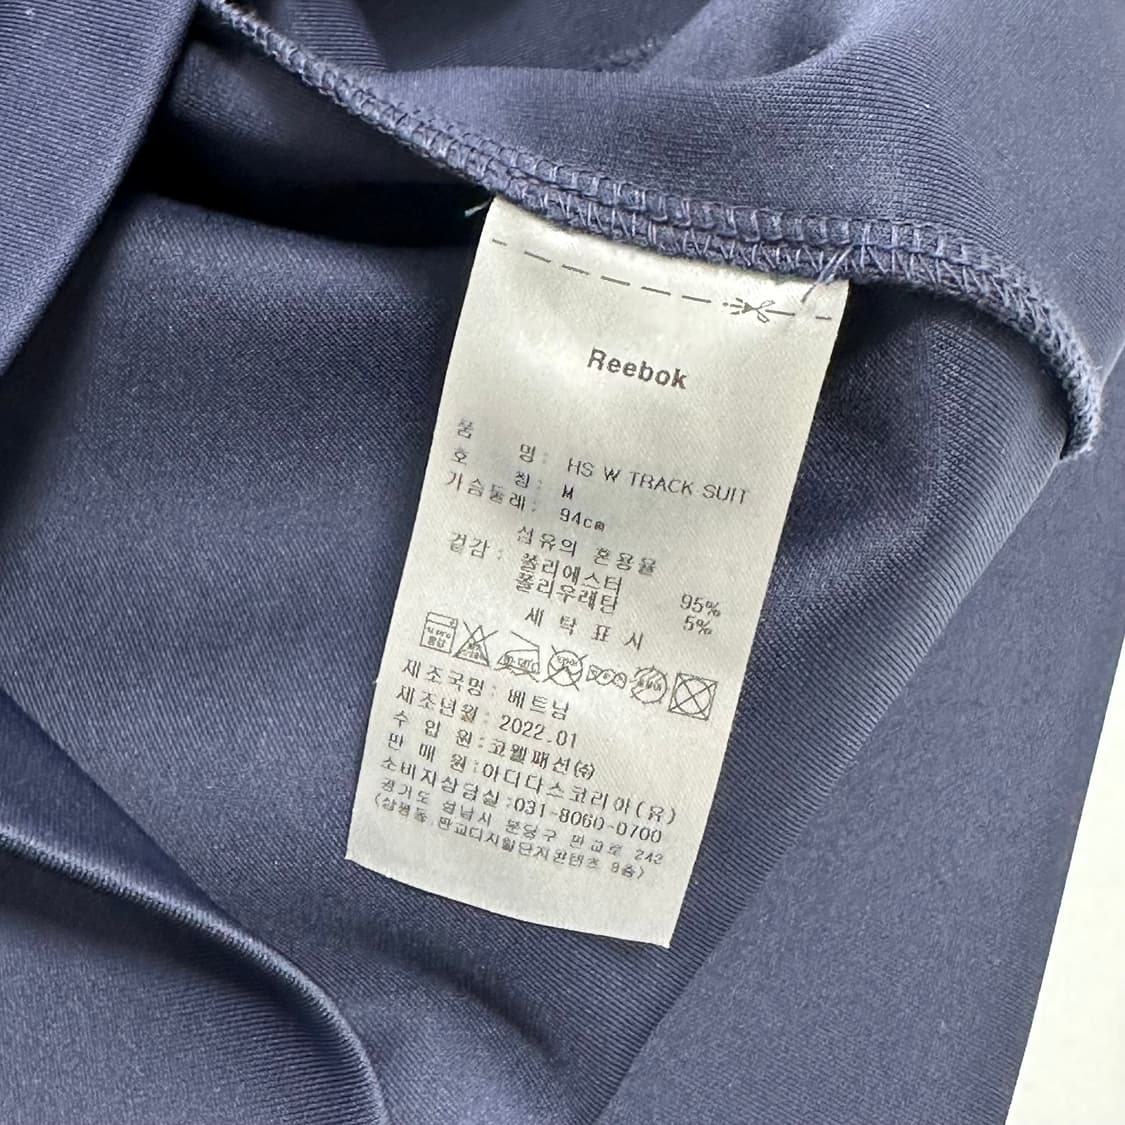 Reebok
품 명: HS W TRACK SUIT
호 칭: M
가슴둘레: 94cm
섬유의 혼용율
겉감: 폴리에스터 95%
폴리우레탄 5%
세탁표시
제조국명: 베트남
제조년월: 2022.01
수 입 원: 코웰패션(주)
판 매 원: 아디다스코리아(유)
소비자상담실: 031-8060-0700
경기도 성남시 분당구 판교로 242
(삼평동, 판교디지털단지콘텐츠 9층)